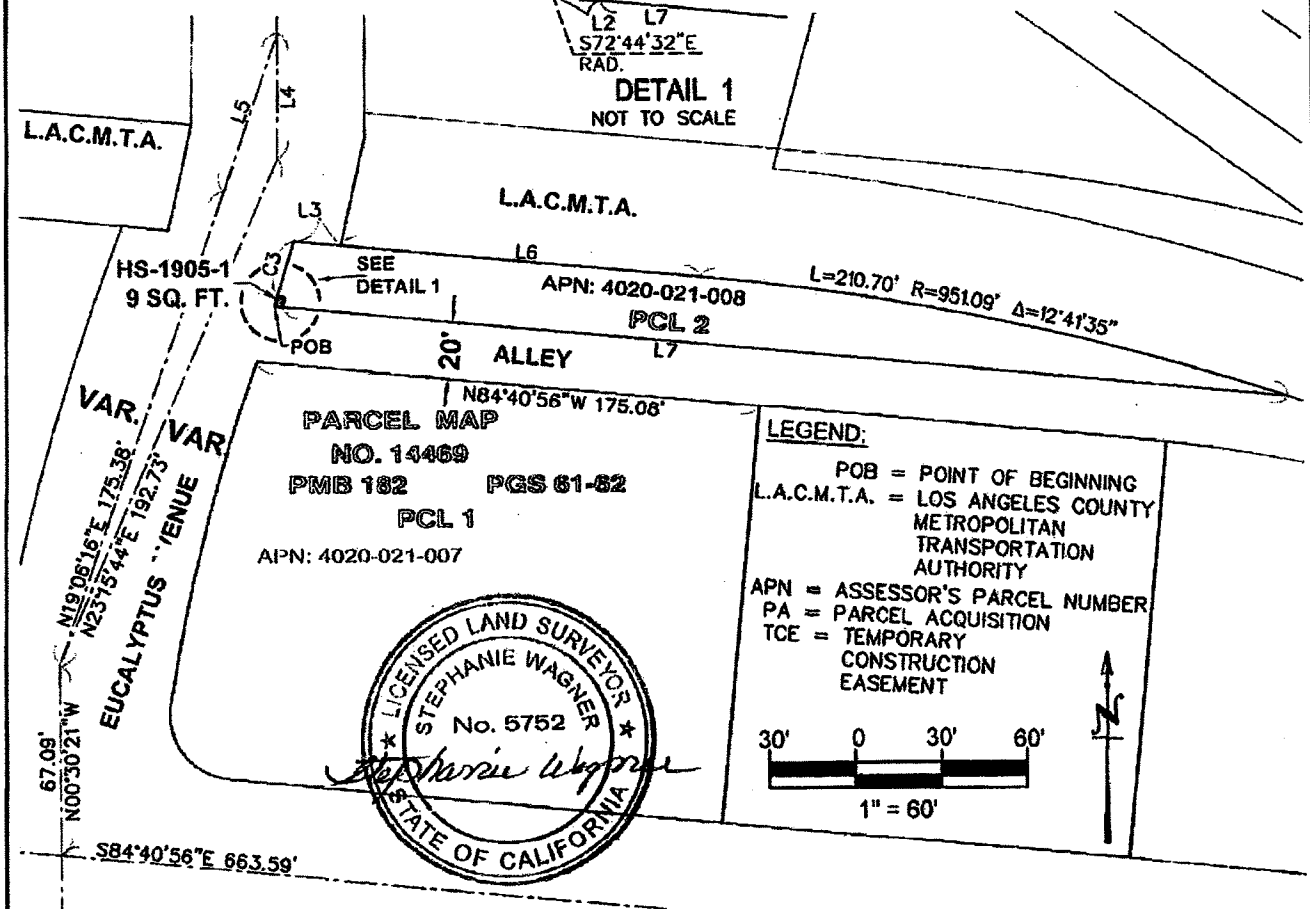 L2 L7
S72°44'32"E
RAD.
DETAIL 1
NOT TO SCALE
L5
L4
L.A.C.M.T.A.
L.A.C.M.T.A.
L3
L6
C3
HS-1905-1
9 SQ. FT.
SEE
DETAIL 1
APN: 4020-021-008
L=210.70' R=951.09' Δ=12°41'35"
PCL 2
POB
20'
ALLEY
L7
N84°40'56"W 175.08'
VAR.
VAR
PARCEL MAP
NO. 14469
PMB 182 PGS 61-62
PCL 1
APN: 4020-021-007
N19°06'16"E 175.38'
N23°15'44"E 192.73'
EUCALYPTUS
LEGEND:
POB = POINT OF BEGINNING
L.A.C.M.T.A. = LOS ANGELES COUNTY
METROPOLITAN
TRANSPORTATION
AUTHORITY
APN = ASSESSOR'S PARCEL NUMBER
PA = PARCEL ACQUISITION
TCE = TEMPORARY
CONSTRUCTION
EASEMENT
LICENSED LAND SURVEYOR
STEPHANIE WAGNER
No. 5752
Stephanie Wagner
STATE OF CALIFORNIA
N
30' 0 30' 60'
1" = 60'
67.09'
N00°30'21"W
S84°40'56"E 663.59'